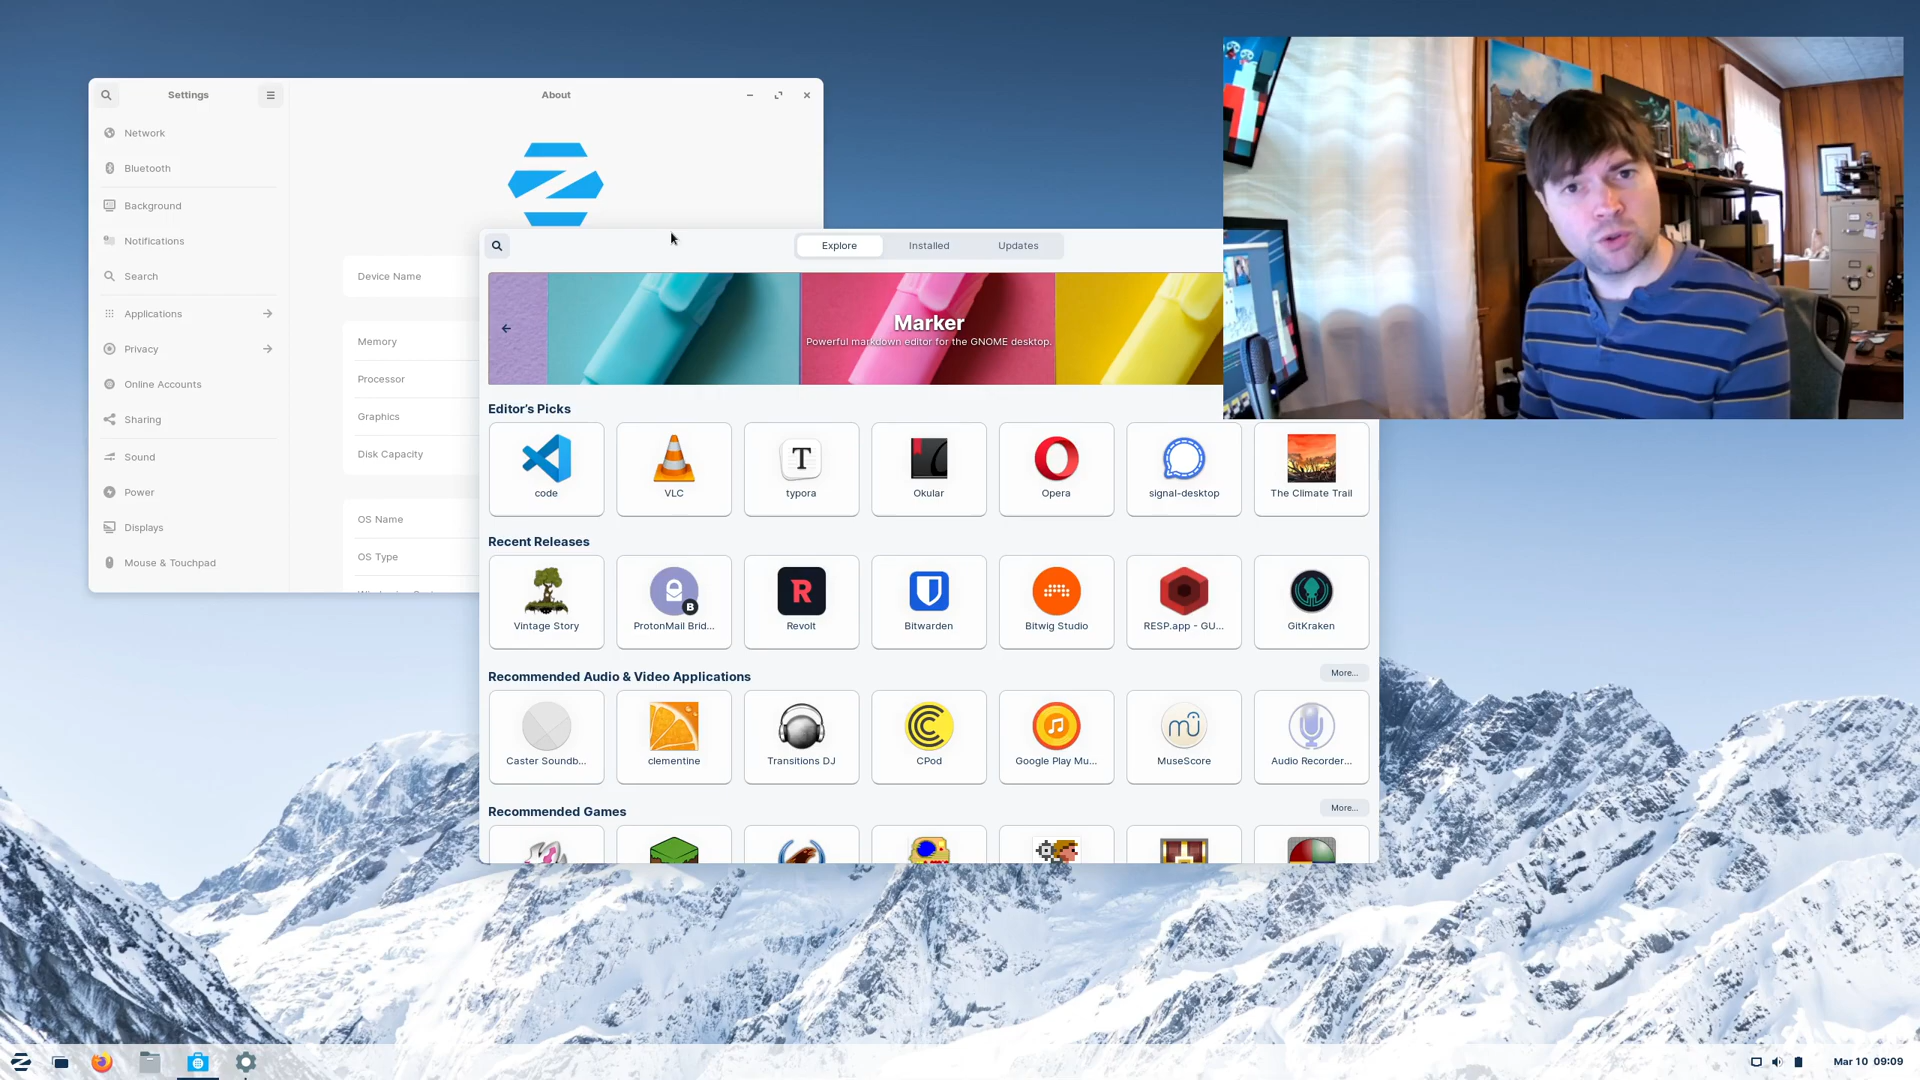 Settings
About
Network
Bluetooth
Background
Notifications
Search
Applications
Privacy
Online Accounts
Sharing
Sound
Power
Displays
Mouse & Touchpad
Device Name
Memory
Processor
Graphics
Disk Capacity
OS Name
OS Type
Explore Installed Updates
Marker
Powerful markdown editor for the GNOME desktop.
Editor's Picks
code VLC typora Okular Opera signal-desktop The Climate Trail
Recent Releases
Vintage Story ProtonMail Brid... Revolt Bitwarden Bitwig Studio RESP.app - GU... GitKraken
Recommended Audio & Video Applications More...
Caster Soundb... clementine Transitions DJ CPod Google Play Mu... MuseScore Audio Recorder...
Recommended Games More...
Mar 10 09:09